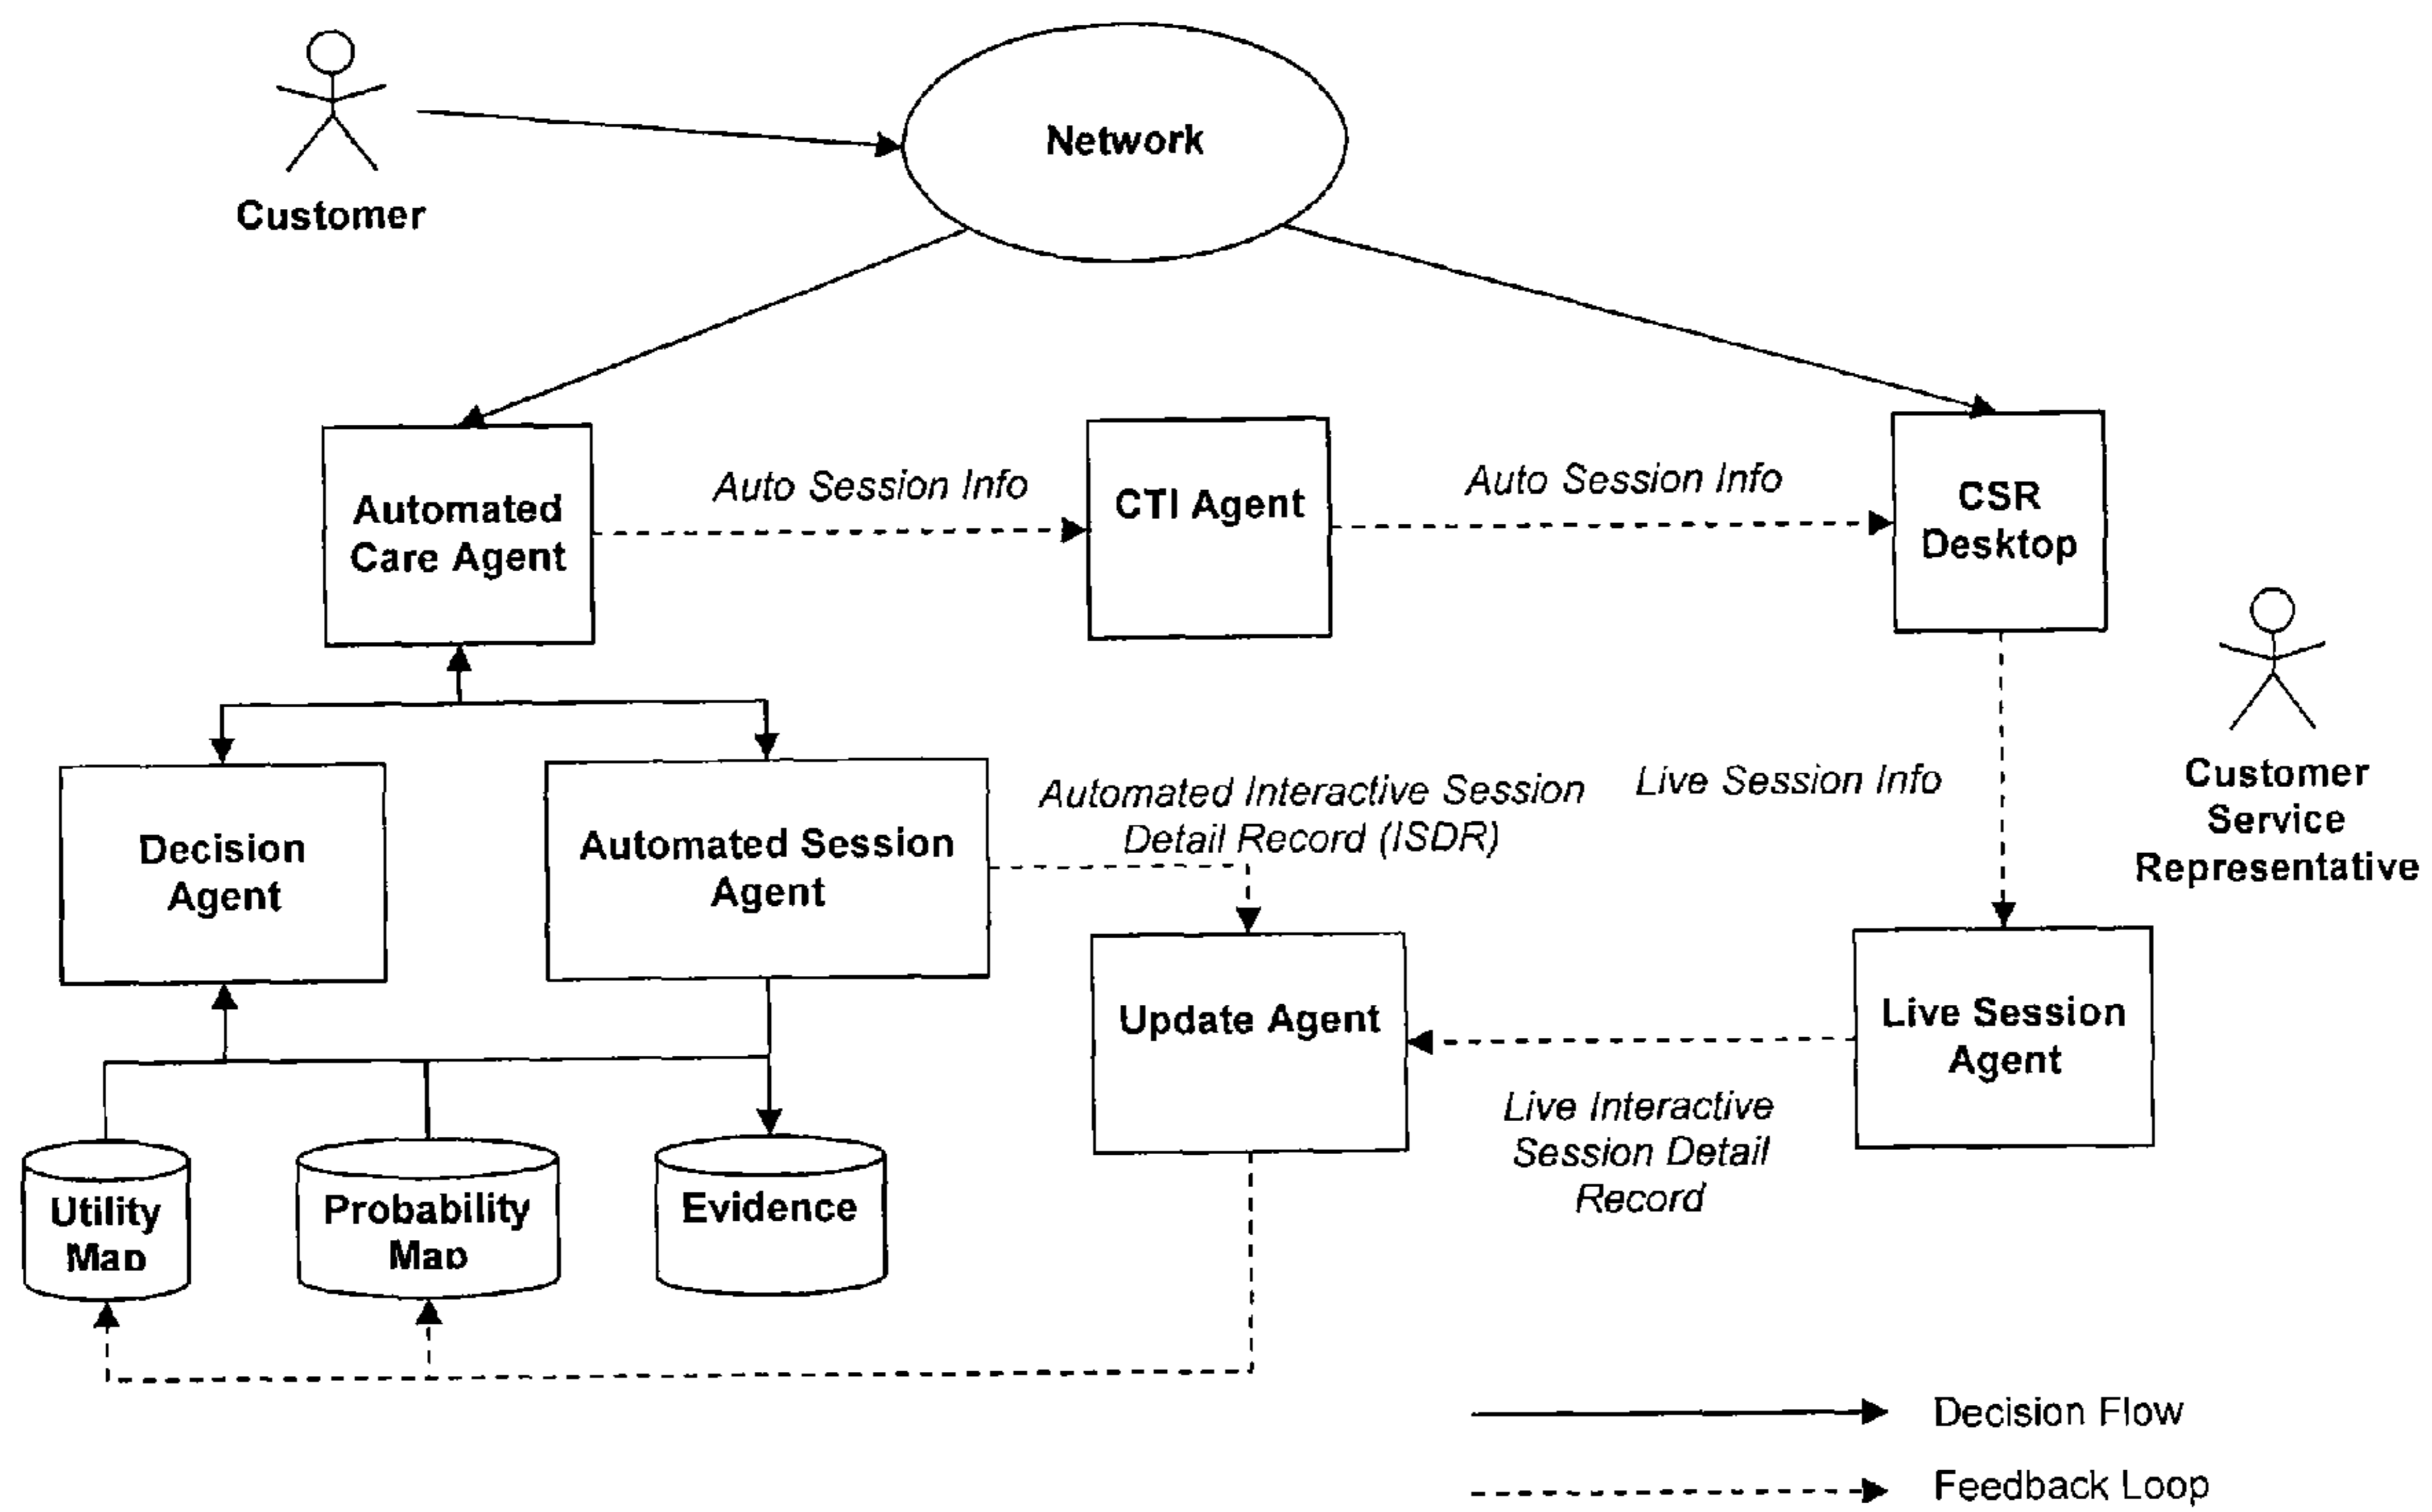 Network
Customer
Auto Session Info
Auto Session Info
Automated
Care Agent
CTI Agent
CSR
Desktop
Automated Interactive Session
Detail Record (ISDR)
Live Session Info
Customer
Service
Representative
Decision
Agent
Automated Session
Agent
Update Agent
Live Session
Agent
Live Interactive
Session Detail
Record
Utility
Map
Probability
Map
Evidence
Decision Flow
Feedback Loop